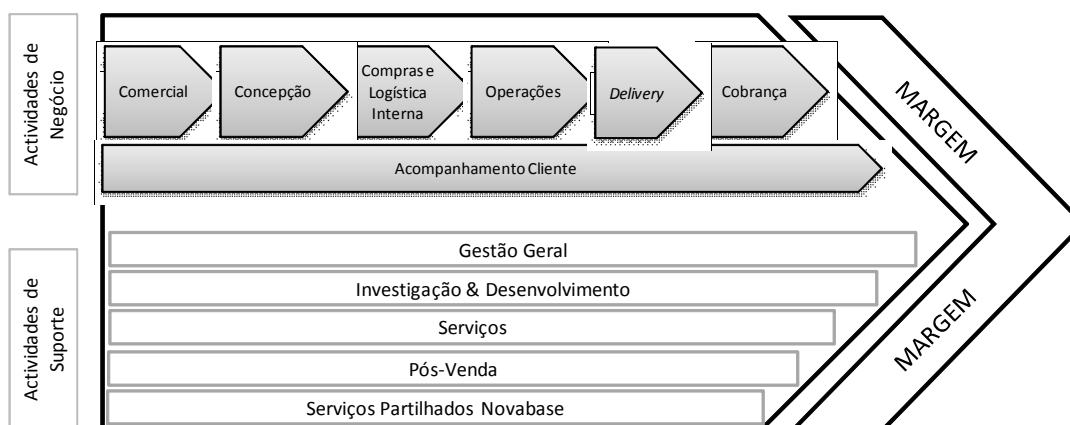 Actividades de
Negócio
Comercial
Concepção
Compras e
Logística
Interna
Operações
Delivery
Cobrança
Acompanhamento Cliente
MARGEM
Actividades de
Suporte
Gestão Geral
Investigação & Desenvolvimento
Serviços
Pós-Venda
Serviços Partilhados Novabase
MARGEM